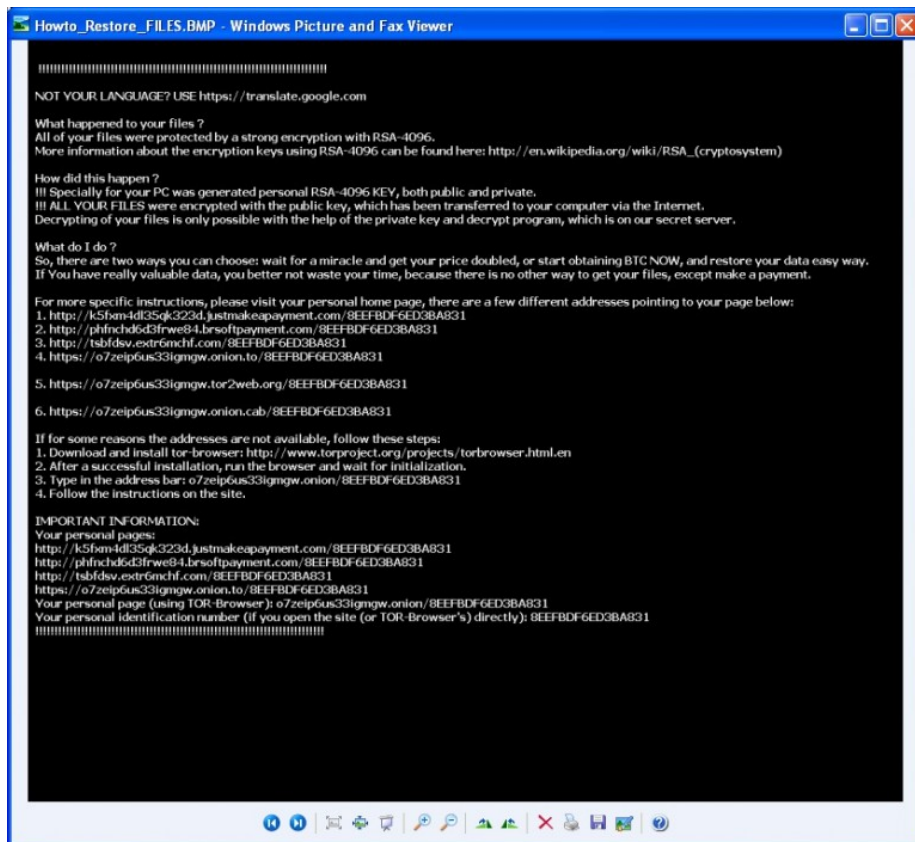 Howto_Restore_FILES.BMP - Windows Picture and Fax Viewer
!!!!!!!!!!!!!!!!!!!!!!!!!!!!!!!!!!!!!!!!!!!!!!!!!!!!!!!!!!!!!!!!!!!!!!!!!!!
NOT YOUR LANGUAGE? USE https://translate.google.com
What happened to your files ?
All of your files were protected by a strong encryption with RSA-4096.
More information about the encryption keys using RSA-4096 can be found here: http://en.wikipedia.org/wiki/RSA_(cryptosystem)
How did this happen ?
!!! Specially for your PC was generated personal RSA-4096 KEY, both public and private.
!!! ALL YOUR FILES were encrypted with the public key, which has been transferred to your computer via the Internet.
Decrypting of your files is only possible with the help of the private key and decrypt program, which is on our secret server.
What do I do ?
So, there are two ways you can choose: wait for a miracle and get your price doubled, or start obtaining BTC NOW, and restore your data easy way.
If You have really valuable data, you better not waste your time, because there is no other way to get your files, except make a payment.
For more specific instructions, please visit your personal home page, there are a few different addresses pointing to your page below:
1. http://k5fxm4dl35qk323d.justmakeapayment.com/8EEFBDF6ED3BA831
2. http://phfnchd6d3frwe84.brsoftpayment.com/8EEFBDF6ED3BA831
3. http://tsbfdsv.extr6mchf.com/8EEFBDF6ED3BA831
4. https://o7zeip6us33igmgw.onion.to/8EEFBDF6ED3BA831
5. https://o7zeip6us33igmgw.tor2web.org/8EEFBDF6ED3BA831
6. https://o7zeip6us33igmgw.onion.cab/8EEFBDF6ED3BA831
If for some reasons the addresses are not available, follow these steps:
1. Download and install tor-browser: http://www.torproject.org/projects/torbrowser.html.en
2. After a successful installation, run the browser and wait for initialization.
3. Type in the address bar: o7zeip6us33igmgw.onion/8EEFBDF6ED3BA831
4. Follow the instructions on the site.
IMPORTANT INFORMATION:
Your personal pages:
http://k5fxm4dl35qk323d.justmakeapayment.com/8EEFBDF6ED3BA831
http://phfnchd6d3frwe84.brsoftpayment.com/8EEFBDF6ED3BA831
http://tsbfdsv.extr6mchf.com/8EEFBDF6ED3BA831
https://o7zeip6us33igmgw.onion.to/8EEFBDF6ED3BA831
Your personal page (using TOR-Browser): o7zeip6us33igmgw.onion/8EEFBDF6ED3BA831
Your personal identification number (if you open the site (or TOR-Browser's) directly): 8EEFBDF6ED3BA831
!!!!!!!!!!!!!!!!!!!!!!!!!!!!!!!!!!!!!!!!!!!!!!!!!!!!!!!!!!!!!!!!!!!!!!!!!!!